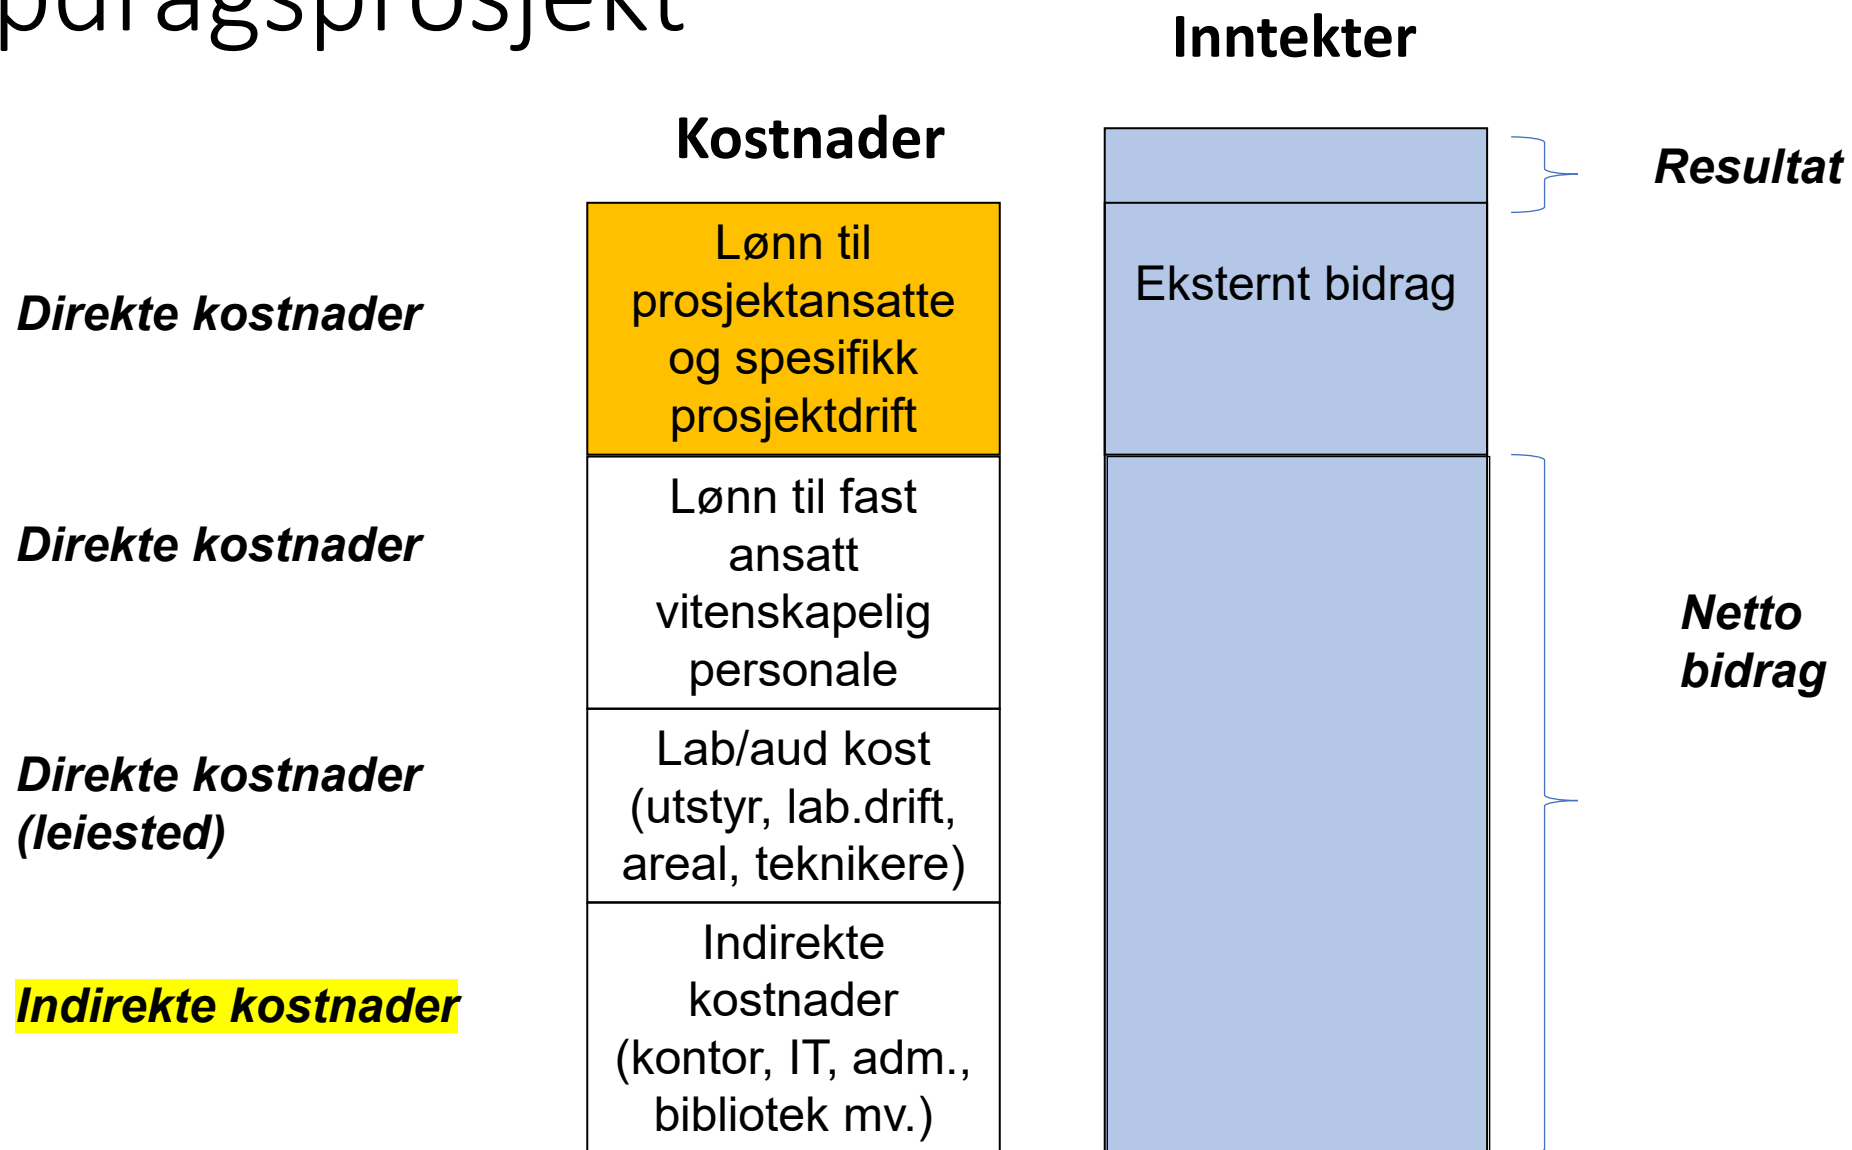 pdragsprosjekt
Inntekter
Kostnader
Resultat
Direkte kostnader
Lønn til
prosjektansatte
og spesifikk
prosjektdrift
Eksternt bidrag
Direkte kostnader
Lønn til fast
ansatt
vitenskapelig
personale
Netto
bidrag
Direkte kostnader
(leiested)
Lab/aud kost
(utstyr, lab.drift,
areal, teknikere)
Indirekte kostnader
Indirekte
kostnader
(kontor, IT, adm.,
bibliotek mv.)